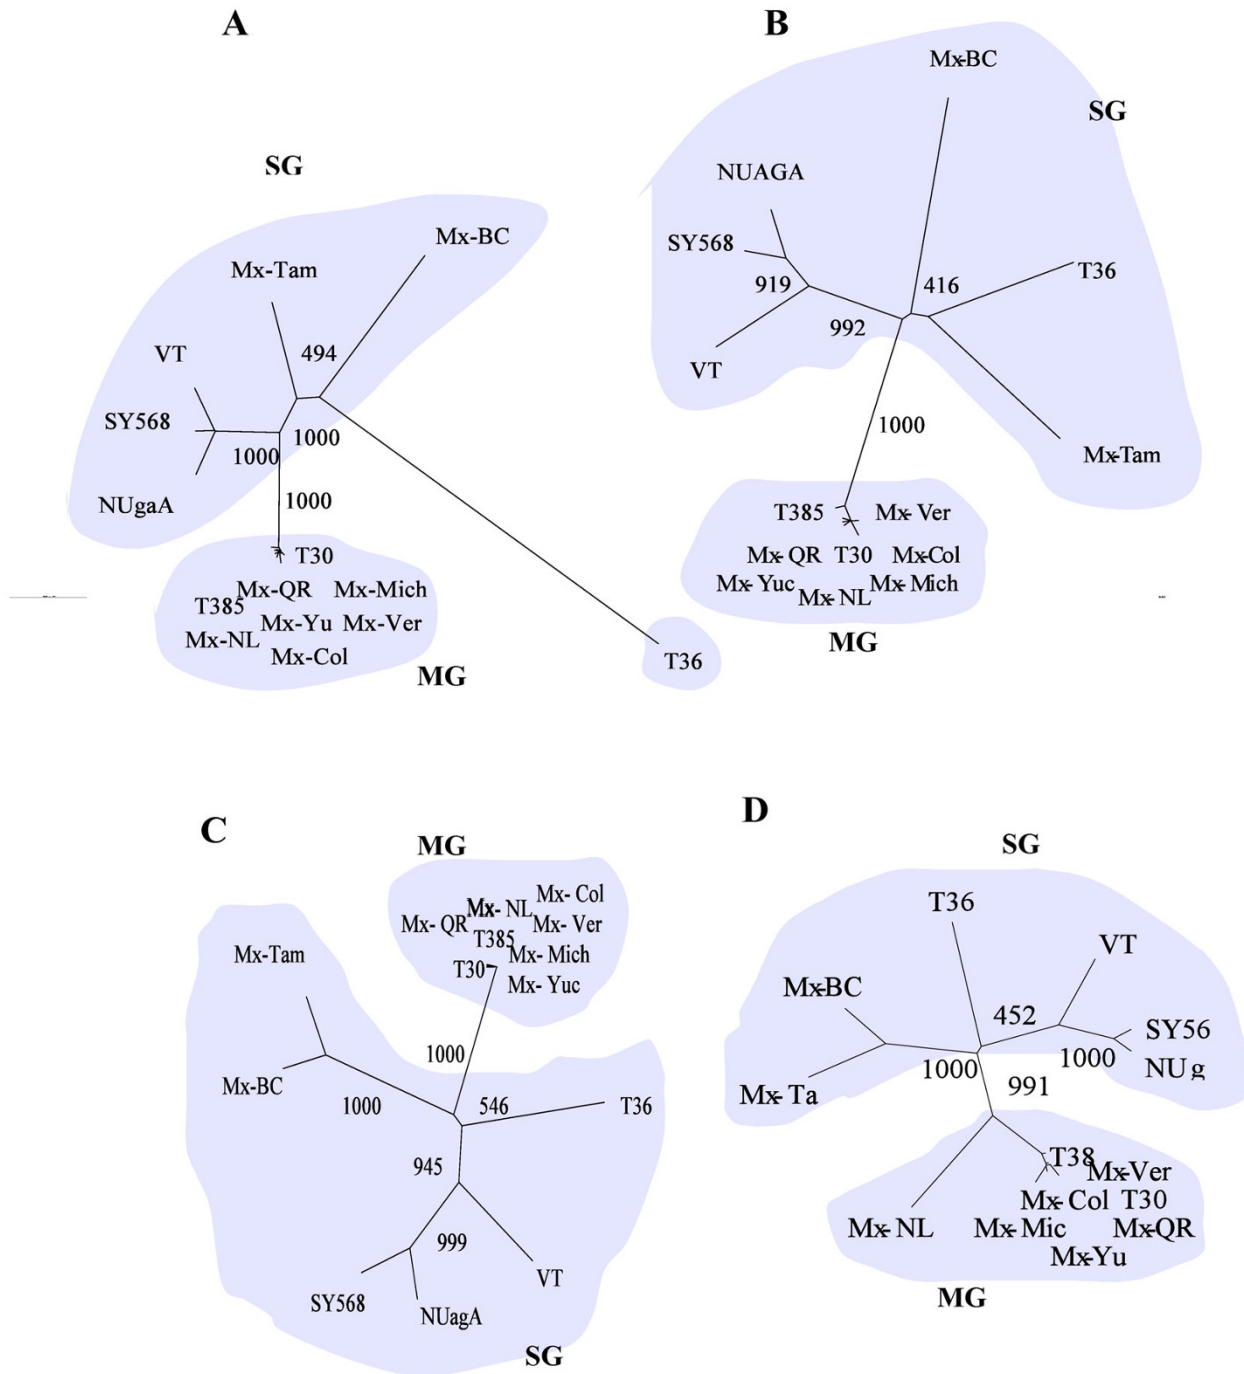 A
SG
Mx-BC
Mx-Tam
494
VT
SY568
1000
1000
NUgaA
1000
T30
Mx-QR Mx-Mich
T385
Mx-Yu Mx-Ver
Mx-NL
Mx-Col
MG
T36
B
Mx-BC
SG
NUAGA
SY568
T36
919
416
992
VT
1000
Mx-Tam
T385 Mx-Ver
Mx-QR T30 Mx-Col
Mx-Yuc Mx-Mich
Mx-NL
MG
C
MG
Mx- Col
Mx- NL
Mx- QR Mx- Ver
T385
Mx- Mich
T30
Mx- Yuc
Mx-Tam
1000
Mx-BC
1000
546
T36
945
999
VT
SY568
NUagA
SG
D
SG
T36
VT
Mx-BC
452
SY56
1000 1000
NUg
Mx-Ta
991
T38
Mx-Ver
Mx-Col T30
Mx-NL Mx-Mic Mx-QR
Mx-Yu
MG